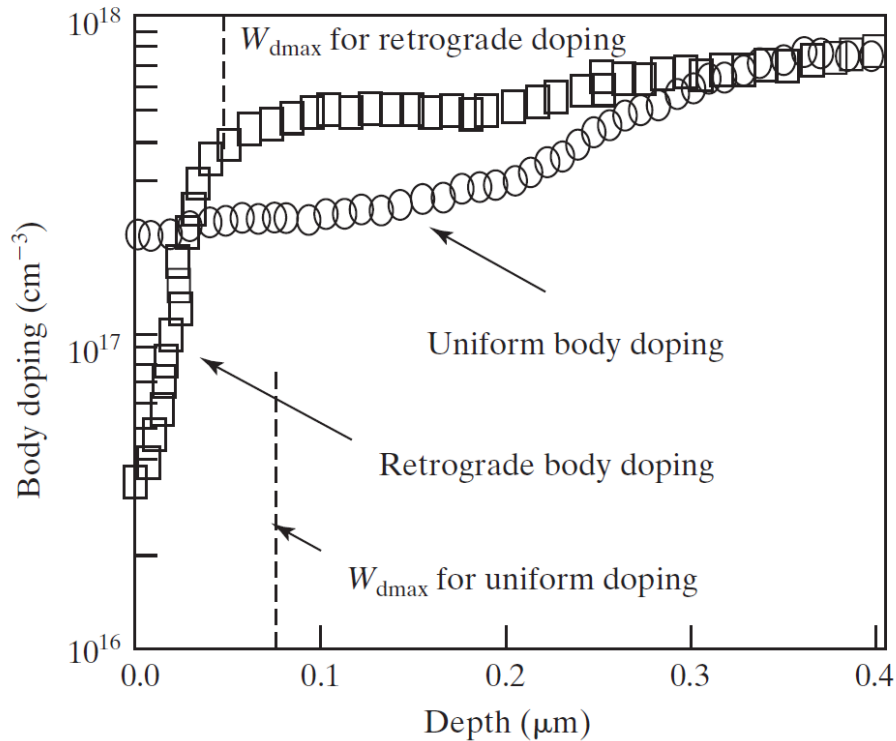 10^18
W_dmax for retrograde doping
Body doping (cm^−3)
Uniform body doping
10^17
Retrograde body doping
W_dmax for uniform doping
10^16
0.0 0.1 0.2 0.3 0.4
Depth (μm)